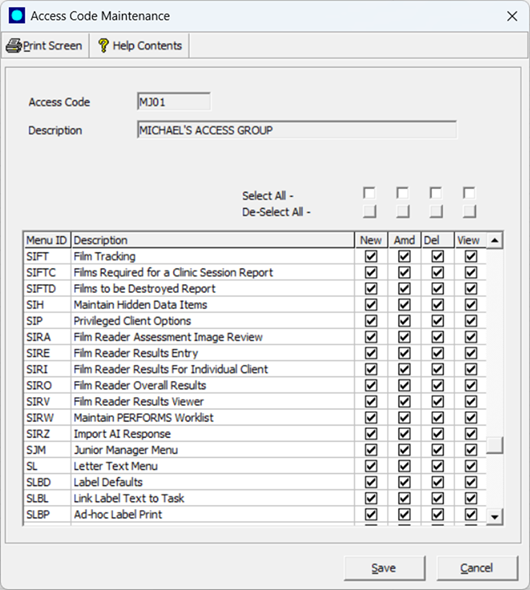 Access Code Maintenance
Print Screen Help Contents
Access Code MJ01
Description MICHAEL'S ACCESS GROUP
Select All -
De-Select All -
Menu ID Description New Amd Del View
SIFT Film Tracking
SIFTC Films Required for a Clinic Session Report
SIFTD Films to be Destroyed Report
SIH Maintain Hidden Data Items
SIP Privileged Client Options
SIRA Film Reader Assessment Image Review
SIRE Film Reader Results Entry
SIRI Film Reader Results For Individual Client
SIRO Film Reader Overall Results
SIRV Film Reader Results Viewer
SIRW Maintain PERFORMS Worklist
SIRZ Import AI Response
SJM Junior Manager Menu
SL Letter Text Menu
SLBD Label Defaults
SLBL Link Label Text to Task
SLBP Ad-hoc Label Print
Save Cancel